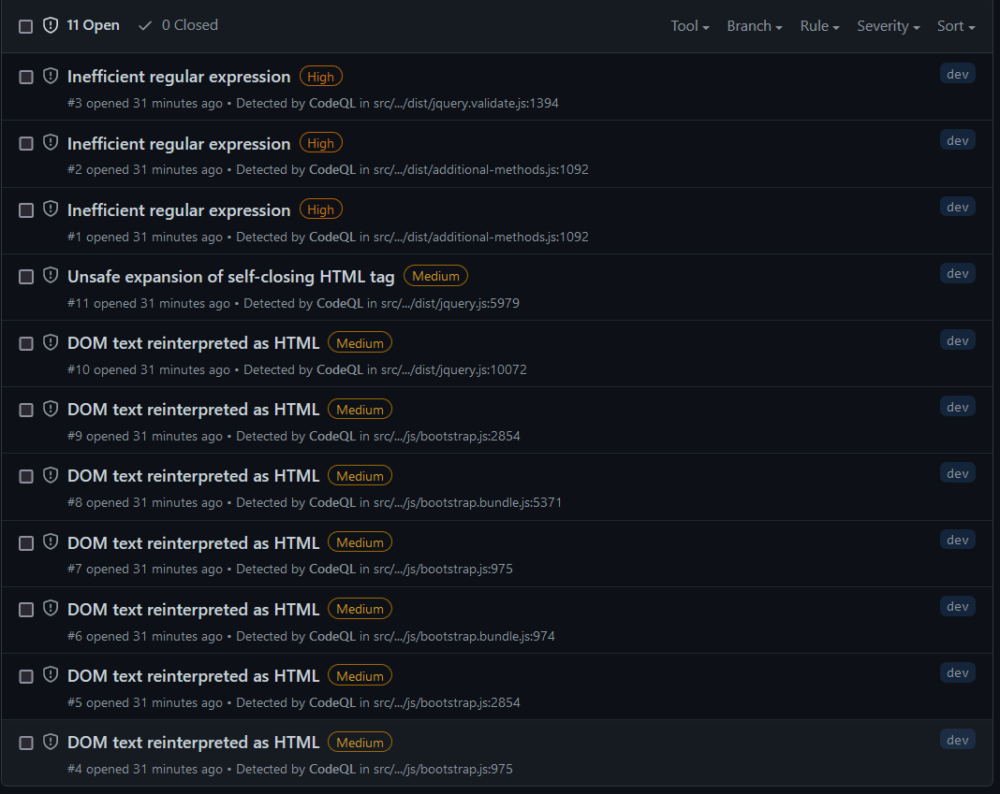 11 Open 0 Closed Tool Branch Rule Severity Sort
Inefficient regular expression High dev
#3 opened 31 minutes ago • Detected by CodeQL in src/.../dist/jquery.validate.js:1394
Inefficient regular expression High dev
#2 opened 31 minutes ago • Detected by CodeQL in src/.../dist/additional-methods.js:1092
Inefficient regular expression High dev
#1 opened 31 minutes ago • Detected by CodeQL in src/.../dist/additional-methods.js:1092
Unsafe expansion of self-closing HTML tag Medium dev
#11 opened 31 minutes ago • Detected by CodeQL in src/.../dist/jquery.js:5979
DOM text reinterpreted as HTML Medium dev
#10 opened 31 minutes ago • Detected by CodeQL in src/.../dist/jquery.js:10072
DOM text reinterpreted as HTML Medium dev
#9 opened 31 minutes ago • Detected by CodeQL in src/.../js/bootstrap.js:2854
DOM text reinterpreted as HTML Medium dev
#8 opened 31 minutes ago • Detected by CodeQL in src/.../js/bootstrap.bundle.js:5371
DOM text reinterpreted as HTML Medium dev
#7 opened 31 minutes ago • Detected by CodeQL in src/.../js/bootstrap.js:975
DOM text reinterpreted as HTML Medium dev
#6 opened 31 minutes ago • Detected by CodeQL in src/.../js/bootstrap.bundle.js:974
DOM text reinterpreted as HTML Medium dev
#5 opened 31 minutes ago • Detected by CodeQL in src/.../js/bootstrap.js:2854
DOM text reinterpreted as HTML Medium dev
#4 opened 31 minutes ago • Detected by CodeQL in src/.../js/bootstrap.js:975